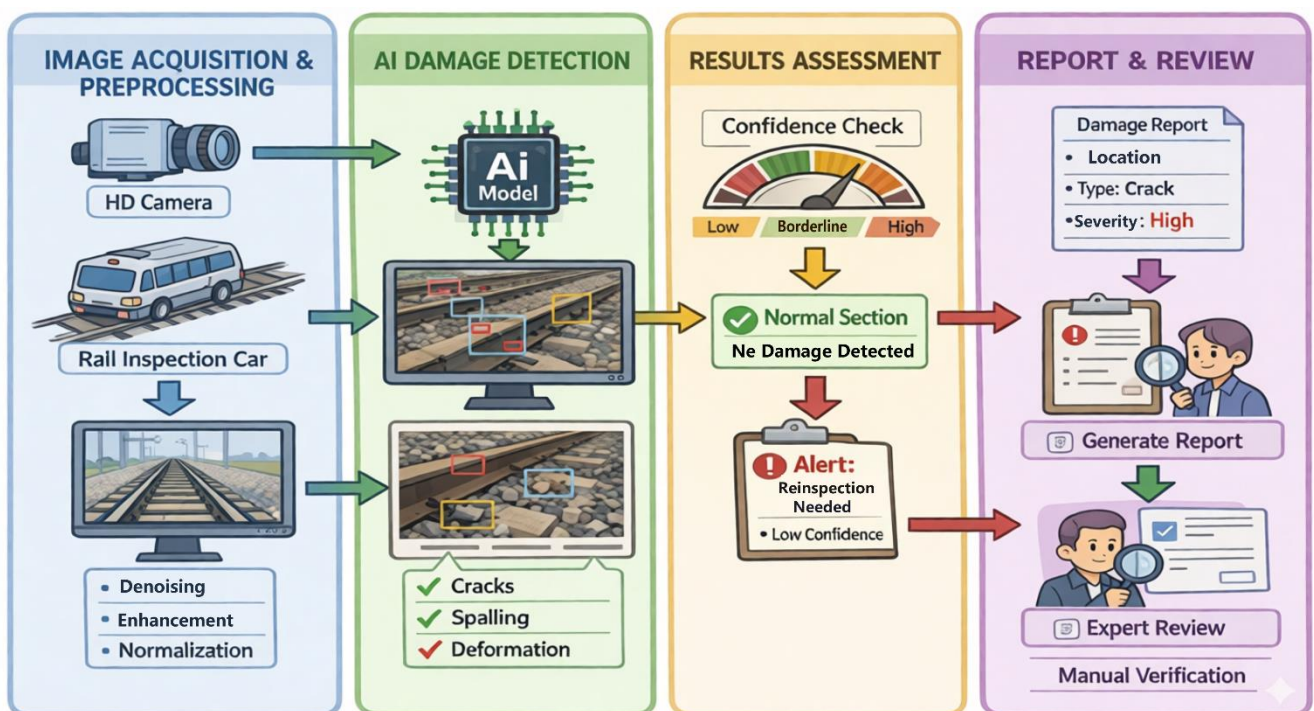 IMAGE ACQUISITION &
PREPROCESSING
HD Camera
Rail Inspection Car
• Denoising
• Enhancement
• Normalization
AI DAMAGE DETECTION
Ai
Model
Cracks
Spalling
Deformation
RESULTS ASSESSMENT
Confidence Check
Low
Borderline
High
Normal Section
Ne Damage Detected
Alert:
Reinspection
Needed
• Low Confidence
REPORT & REVIEW
Damage Report
• Location
• Type: Crack
• Severity: High
Generate Report
Expert Review
Manual Verification